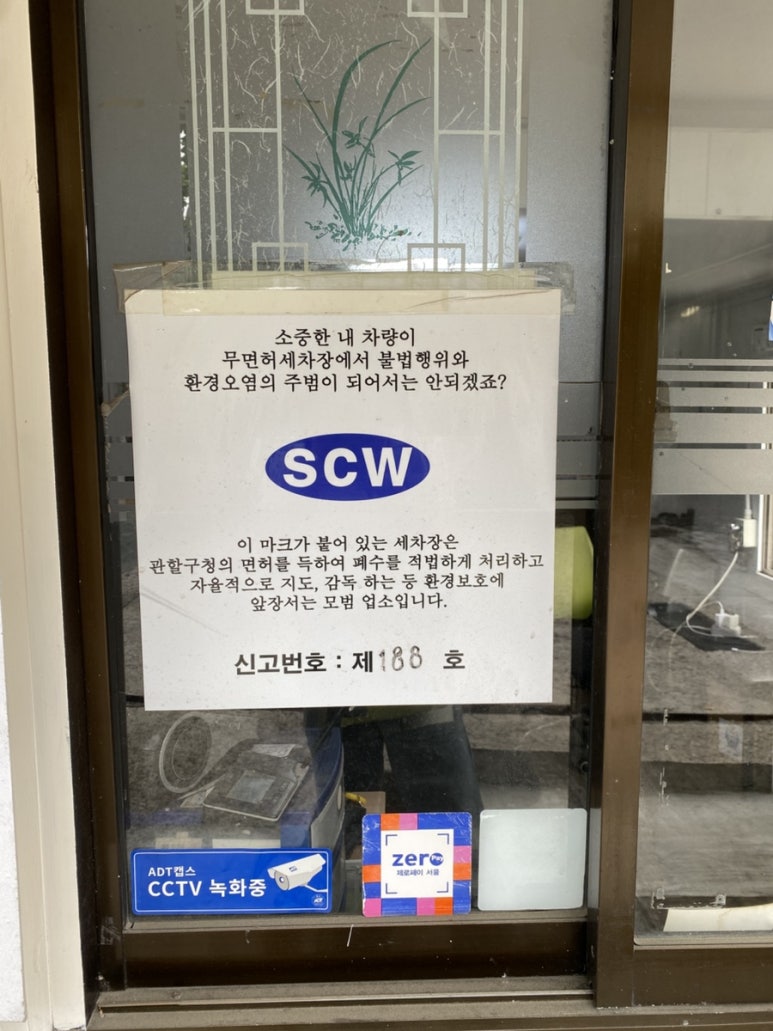 소중한 내 차량이
무면허세차장에서 불법행위와
환경오염의 주범이 되어서는 안되겠죠?
SCW
이 마크가 붙어 있는 세차장은
관할구청의 면허를 득하여 폐수를 적법하게 처리하고
자율적으로 지도, 감독 하는 등 환경보호에
앞장서는 모범 업소입니다.
신고번호 : 제188 호
ADT캡스
CCTV 녹화중
zero Pay
제로페이 서울